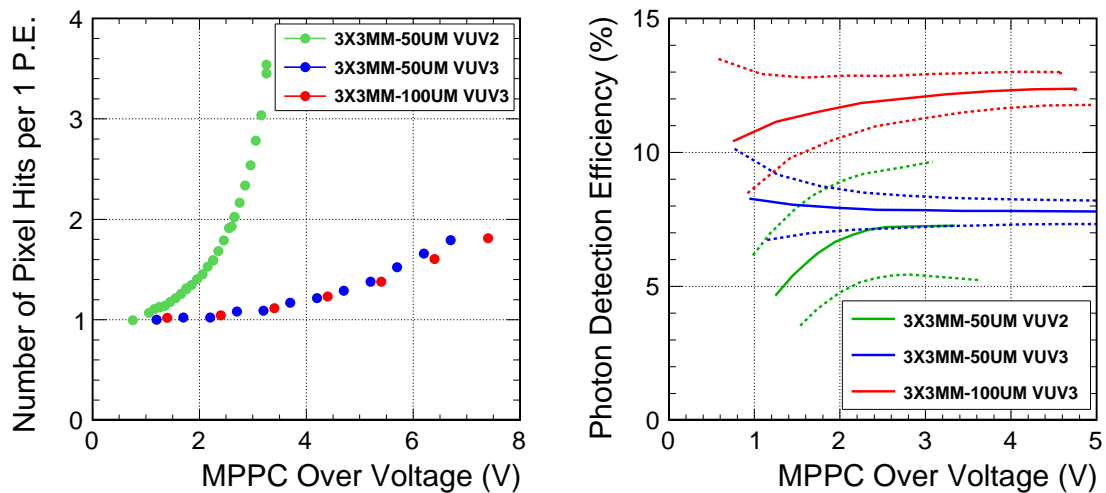 Number of Pixel Hits per 1 P.E.
4
3
2
1
0
3X3MM-50UM VUV2
3X3MM-50UM VUV3
3X3MM-100UM VUV3
0 2 4 6 8
MPPC Over Voltage (V)
Photon Detection Efficiency (%)
15
10
5
0
3X3MM-50UM VUV2
3X3MM-50UM VUV3
3X3MM-100UM VUV3
0 1 2 3 4 5
MPPC Over Voltage (V)